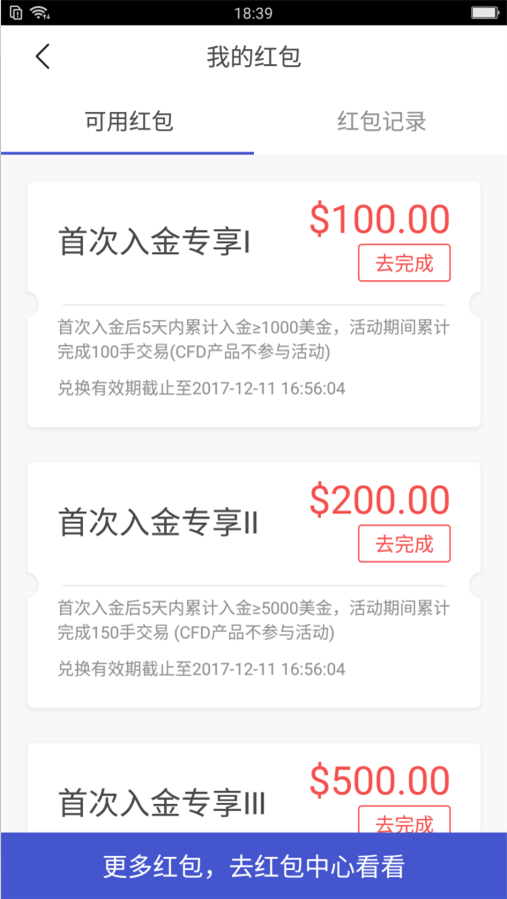 18:39
我的红包
可用红包
红包记录
$100.00
首次入金专享I
去完成
首次入金后5天内累计入金≥1000美金，活动期间累计
完成100手交易(CFD产品不参与活动)
兑换有效期截止至2017-12-11 16:56:04
$200.00
首次入金专享II
去完成
首次入金后5天内累计入金≥5000美金，活动期间累计
完成150手交易 (CFD产品不参与活动)
兑换有效期截止至2017-12-11 16:56:04
$500.00
首次入金专享III
去完成
更多红包，去红包中心看看